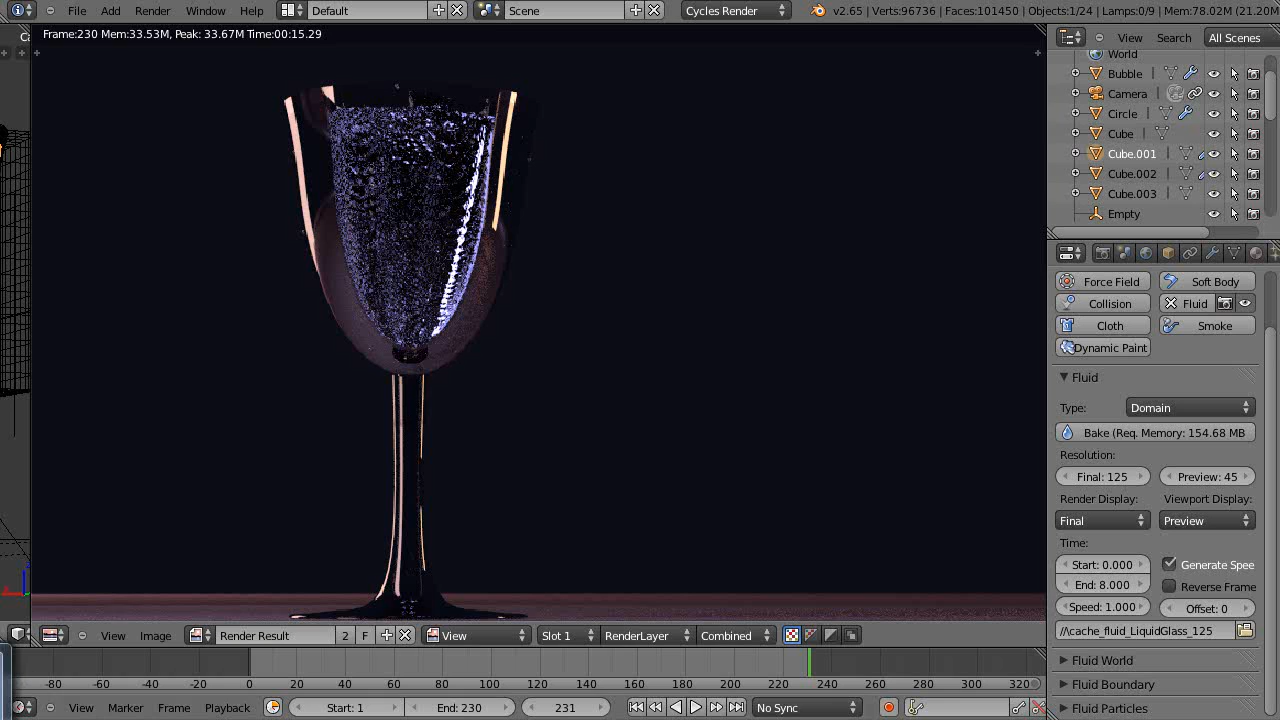 File Add Render Window Help Default Scene Cycles Render v2.65 | Verts:96736 | Faces:101450 | Objects:1/24 | Lamps:0/9 | Mem:78.02M (21.20M
Frame:230 Mem:33.53M, Peak: 33.67M Time:00:15.29
View Search All Scenes
World
Bubble
Camera
Circle
Cube
Cube.001
Cube.002
Cube.003
Empty
Force Field Soft Body
Collision Fluid
Cloth Smoke
Dynamic Paint
Fluid
Type: Domain
Bake (Req. Memory: 154.68 MB
Resolution:
Final: 125 Preview: 45
Render Display: Viewport Display:
Final Preview
Time:
Start: 0.000 Generate Spee
End: 8.000 Reverse Frame
Speed: 1.000 Offset: 0
//\cache_fluid_LiquidGlass_125
Fluid World
Fluid Boundary
Fluid Particles
View Image Render Result 2 F View Slot 1 RenderLayer Combined
-80 -60 -40 -20 0 20 40 60 80 100 120 140 160 180 200 220 240 260 280 300 320
View Marker Frame Playback Start: 1 End: 230 231 No Sync